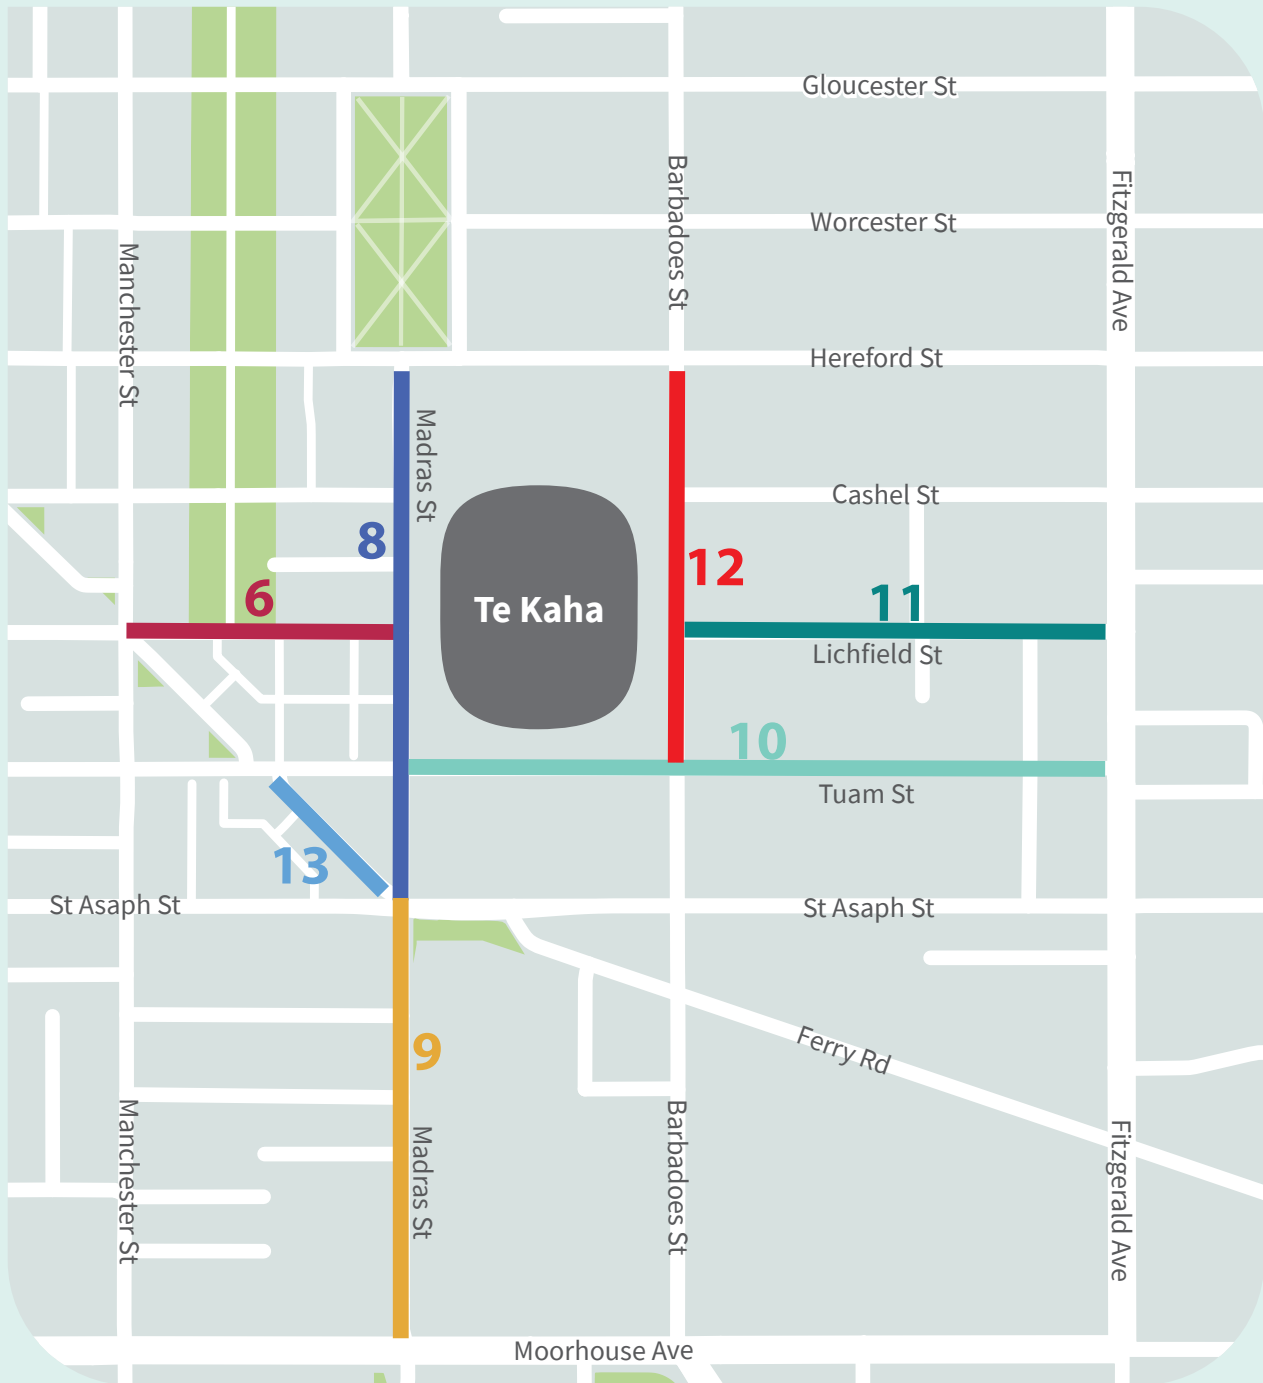 Gloucester St
Barbadoes St
Fitzgerald Ave
Worcester St
Manchester St
Hereford St
Madras St
Cashel St
8
12
6
11
Te Kaha
Lichfield St
10
Tuam St
13
St Asaph St
St Asaph St
9
Ferry Rd
Manchester St
Madras St
Barbadoes St
Fitzgerald Ave
Moorhouse Ave